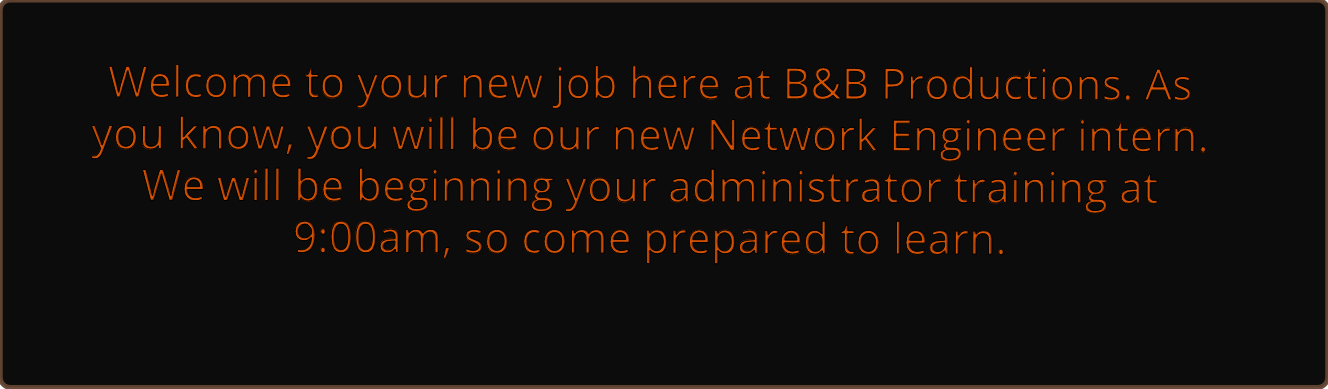 Welcome to your new job here at B&B Productions. As
you know, you will be our new Network Engineer intern.
We will be beginning your administrator training at
9:00am, so come prepared to learn.